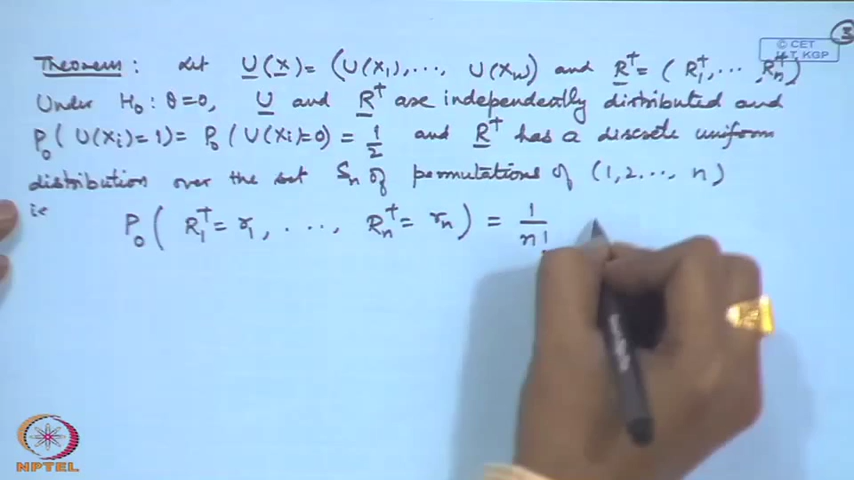 3
© CET
I.I.T. KGP
Theorem : Let U(x) = (U(X₁), ..., U(Xₙ) and R⁺ = (R₁⁺, ... Rₙ⁺)
Under H₀ : θ=0, U and R⁺ are independently distributed and
P₀( U(Xᵢ)=1) = P₀( U(Xᵢ)=0) = 1/2 and R⁺ has a discrete uniform
distribution over the set Sₙ of permutations of (1, 2 ..., n)
ie
P₀( R₁⁺ = r₁, ...., Rₙ⁺ = rₙ) = 1/n!
NPTEL